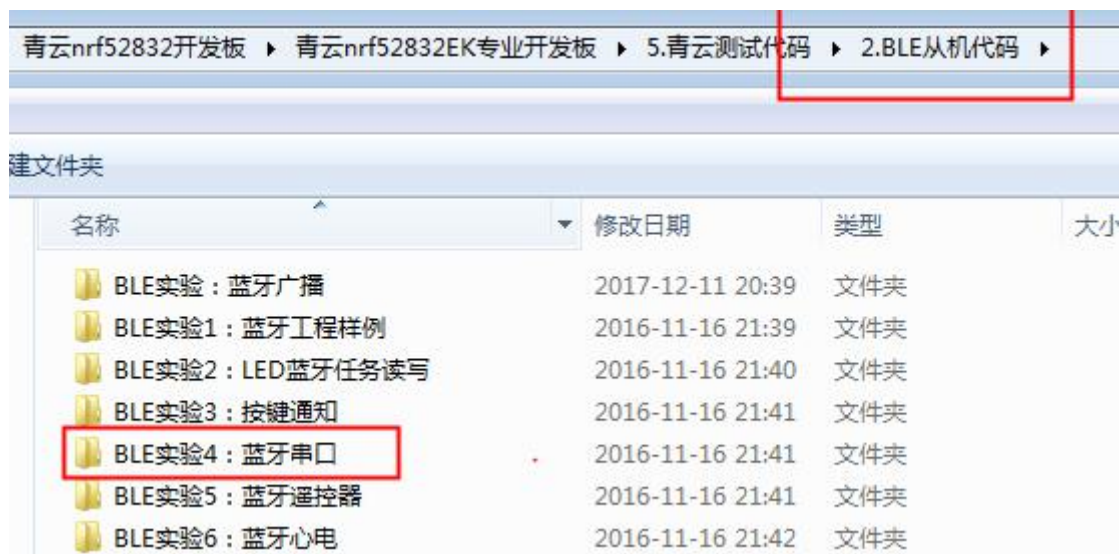 青云nrf52832开发板 ▸ 青云nrf52832EK专业开发板 ▸ 5.青云测试代码 ▸ 2.BLE从机代码 ▸
建文件夹
名称 修改日期 类型 大小
BLE实验：蓝牙广播 2017-12-11 20:39 文件夹
BLE实验1：蓝牙工程样例 2016-11-16 21:39 文件夹
BLE实验2：LED蓝牙任务读写 2016-11-16 21:40 文件夹
BLE实验3：按键通知 2016-11-16 21:41 文件夹
BLE实验4：蓝牙串口 2016-11-16 21:41 文件夹
BLE实验5：蓝牙遥控器 2016-11-16 21:41 文件夹
BLE实验6：蓝牙心电 2016-11-16 21:42 文件夹